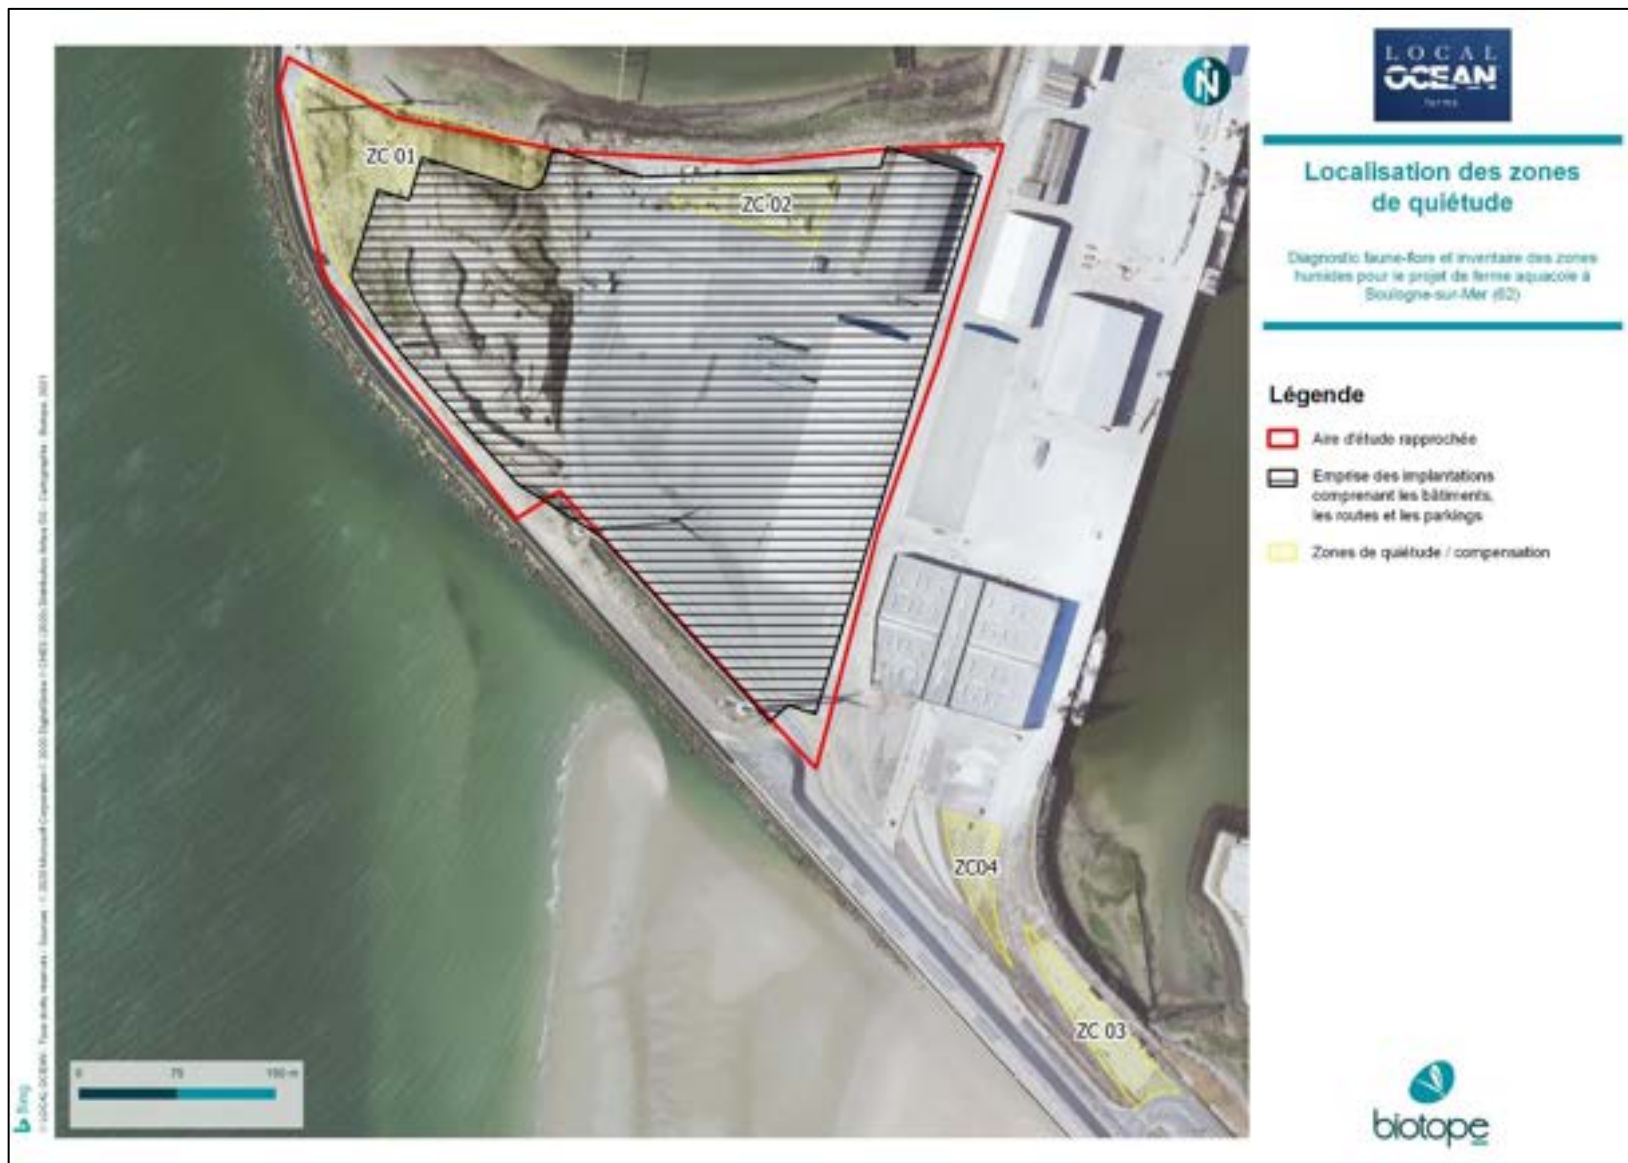 LOCAL
OCEAN
farms
Localisation des zones
de quiétude
Diagnostic faune-flore et inventaire des zones
humides pour le projet de ferme aquacole à
Boulogne-sur-Mer (62)
Légende
Aire d'étude rapprochée
Emprise des implantations
comprenant les bâtiments,
les routes et les parkings
Zones de quiétude / compensation
N
ZC 01
ZC 02
ZC04
ZC 03
0 75 150 m
b Bing
biotope